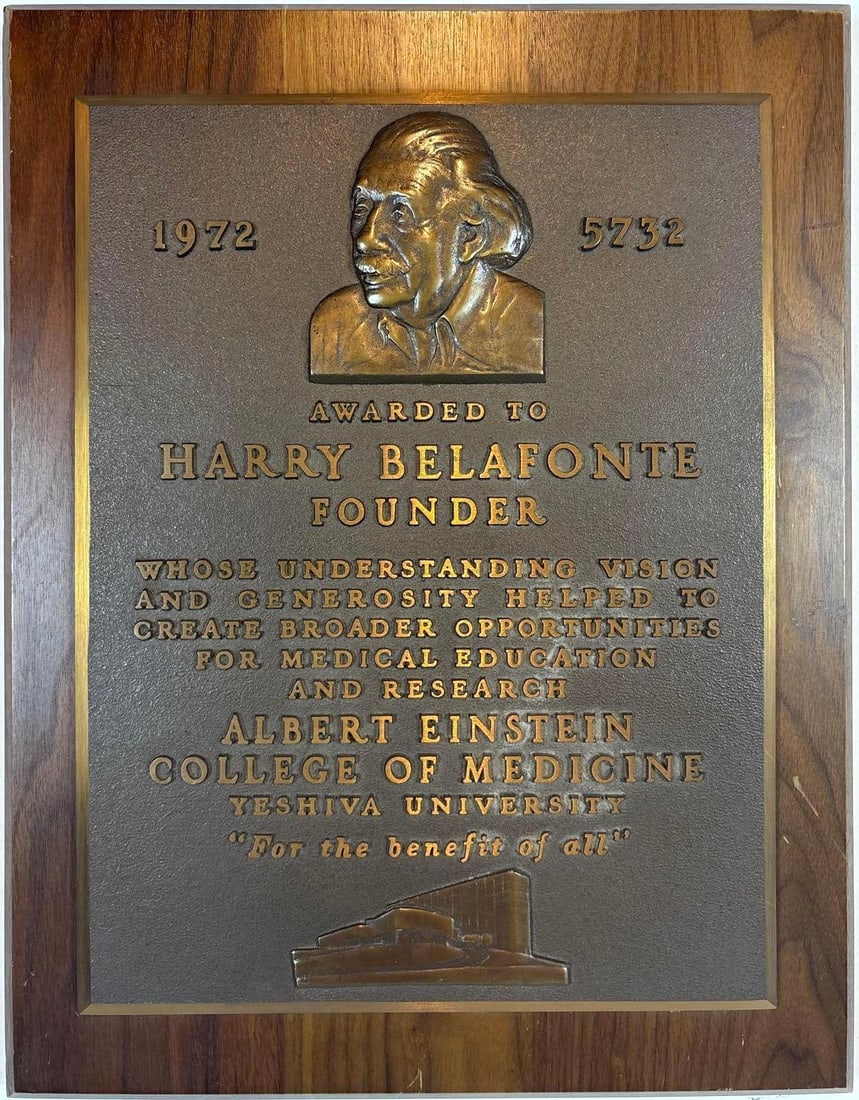 1972 5732
AWARDED TO
HARRY BELAFONTE
FOUNDER
WHOSE UNDERSTANDING VISION
AND GENEROSITY HELPED TO
CREATE BROADER OPPORTUNITIES
FOR MEDICAL EDUCATION
AND RESEARCH
ALBERT EINSTEIN
COLLEGE OF MEDICINE
YESHIVA UNIVERSITY
"For the benefit of all"